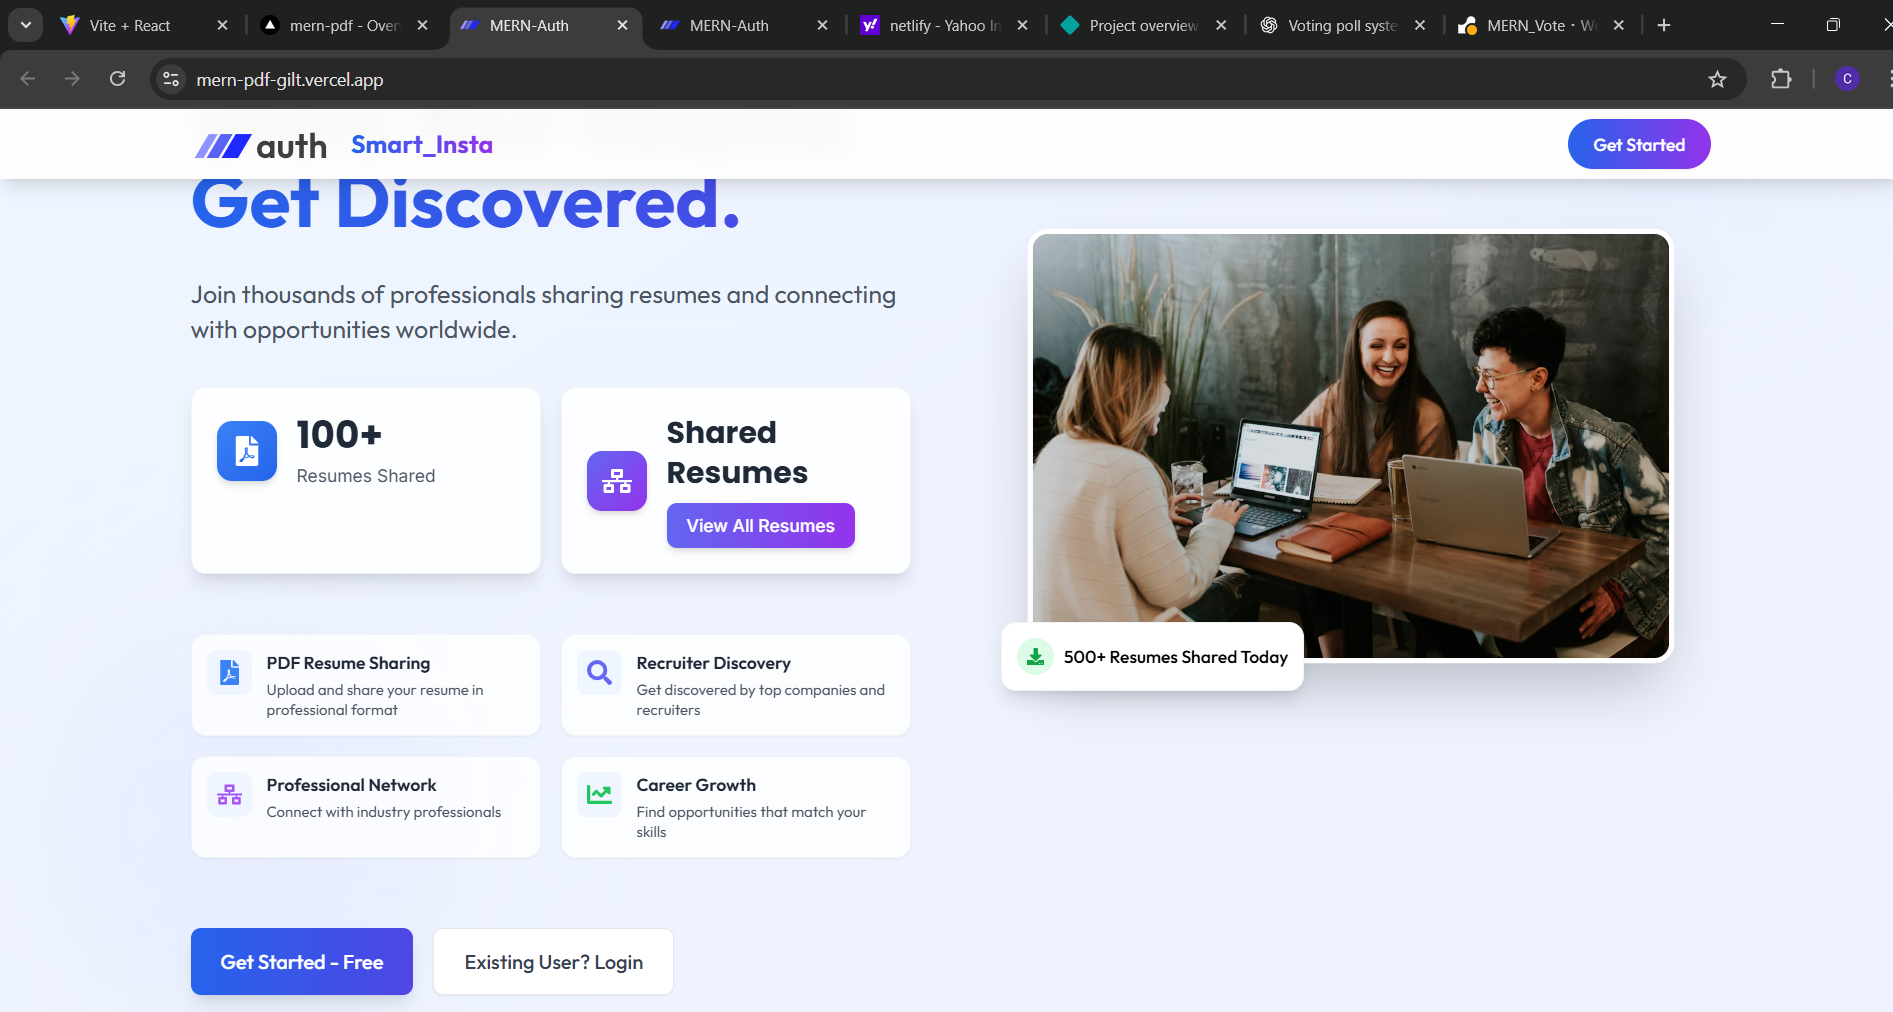 Vite + React
mern-pdf - Over
MERN-Auth
MERN-Auth
netlify - Yahoo In
Project overview
Voting poll syste
MERN_Vote · W
mern-pdf-gilt.vercel.app
C
auth
Smart_Insta
Get Started
Get Discovered.
Join thousands of professionals sharing resumes and connecting
with opportunities worldwide.
100+
Resumes Shared
Shared
Resumes
View All Resumes
500+ Resumes Shared Today
PDF Resume Sharing
Upload and share your resume in
professional format
Recruiter Discovery
Get discovered by top companies and
recruiters
Professional Network
Connect with industry professionals
Career Growth
Find opportunities that match your
skills
Get Started - Free
Existing User? Login